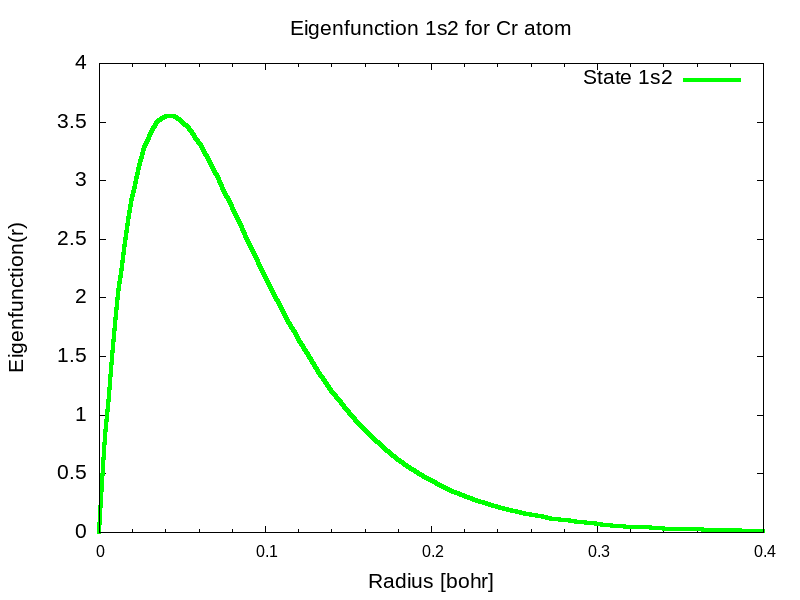 Eigenfunction 1s2 for Cr atom
State 1s2
4
3.5
3
2.5
2
1.5
1
0.5
0
Eigenfunction(r)
0 0.1 0.2 0.3 0.4
Radius [bohr]